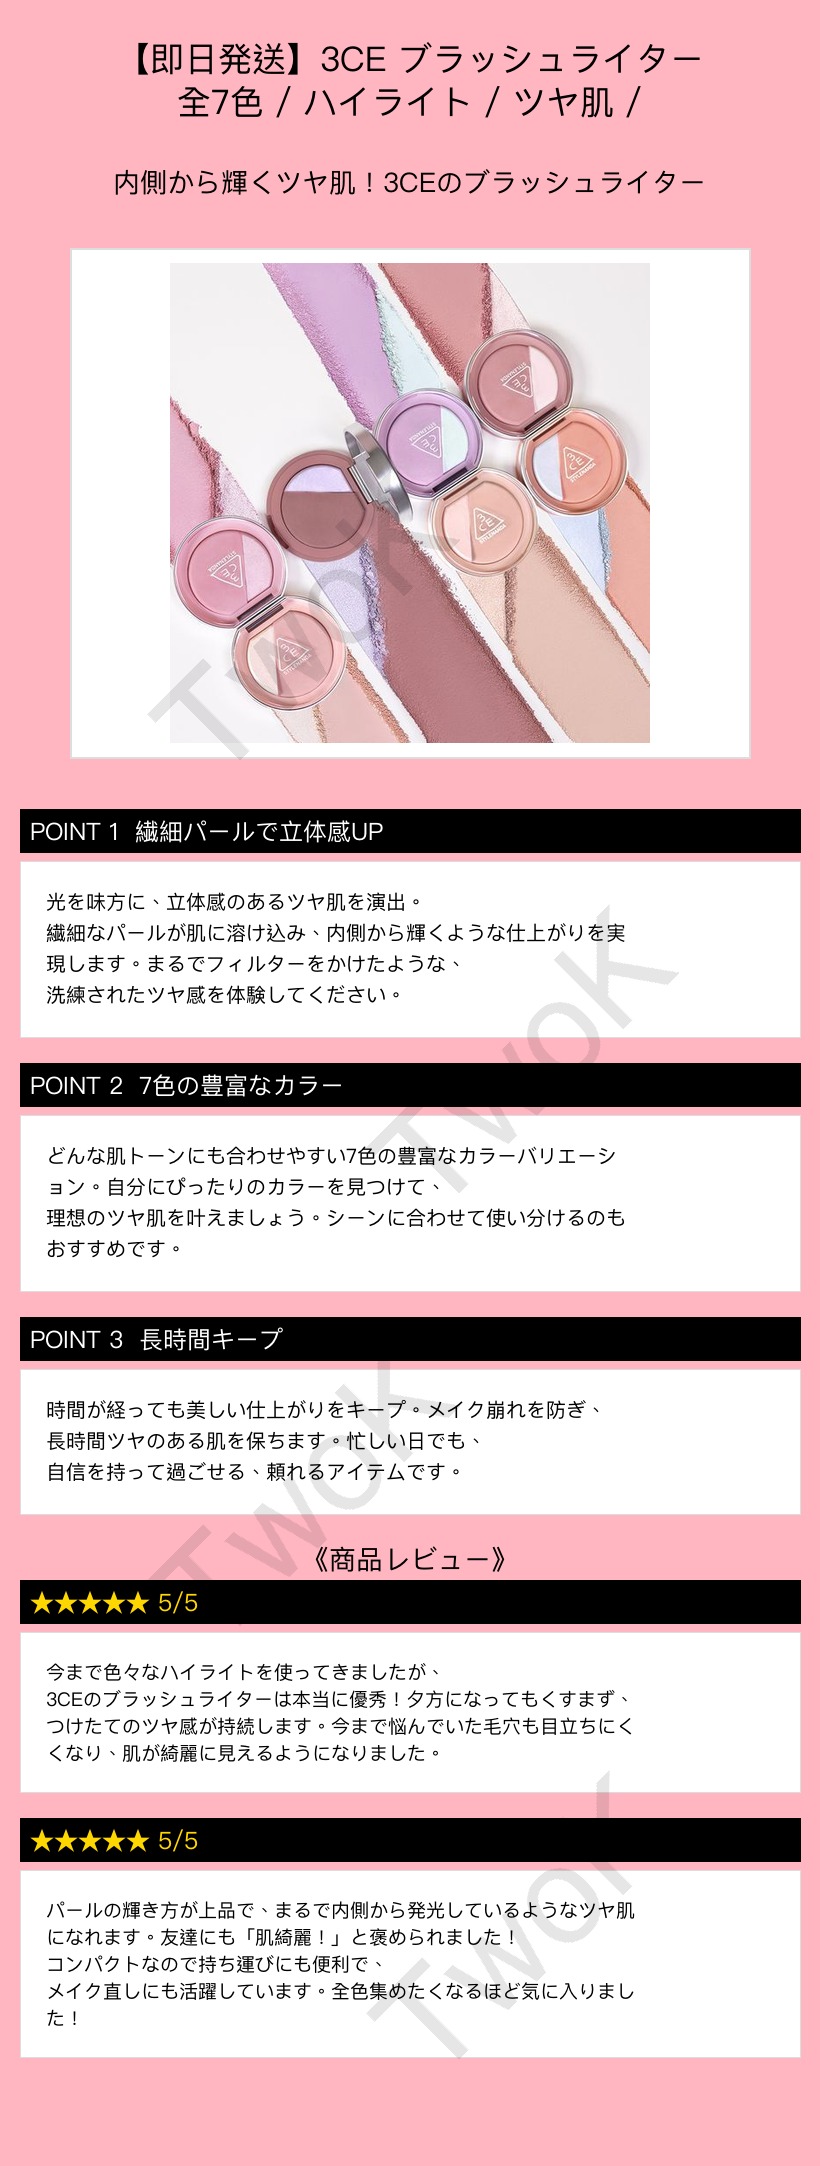 【即日発送】3CE ブラッシュライター
全7色 / ハイライト / ツヤ肌 /
内側から輝くツヤ肌！3CEのブラッシュライター
3CE
STYLENANDA
3CE
STYLENANDA
3CE
STYLENANDA
3CE
STYLENANDA
3CE
STYLENANDA
3CE
STYLENANDA
TwoK
POINT 1 繊細パールで立体感UP
光を味方に、立体感のあるツヤ肌を演出。
繊細なパールが肌に溶け込み、内側から輝くような仕上がりを実
現します。まるでフィルターをかけたような、
洗練されたツヤ感を体験してください。
TwoK
POINT 2 7色の豊富なカラー
どんな肌トーンにも合わせやすい7色の豊富なカラーバリエーシ
ョン。自分にぴったりのカラーを見つけて、
理想のツヤ肌を叶えましょう。シーンに合わせて使い分けるのも
おすすめです。
POINT 3 長時間キープ
時間が経っても美しい仕上がりをキープ。メイク崩れを防ぎ、
長時間ツヤのある肌を保ちます。忙しい日でも、
自信を持って過ごせる、頼れるアイテムです。
TwoK
《商品レビュー》
★★★★★ 5/5
今まで色々なハイライトを使ってきましたが、
3CEのブラッシュライターは本当に優秀！夕方になってもくすまず、
つけたてのツヤ感が持続します。今まで悩んでいた毛穴も目立ちにく
くなり、肌が綺麗に見えるようになりました。
★★★★★ 5/5
パールの輝き方が上品で、まるで内側から発光しているようなツヤ肌
になれます。友達にも「肌綺麗！」と褒められました！
コンパクトなので持ち運びにも便利で、
メイク直しにも活躍しています。全色集めたくなるほど気に入りまし
た！
TwoK